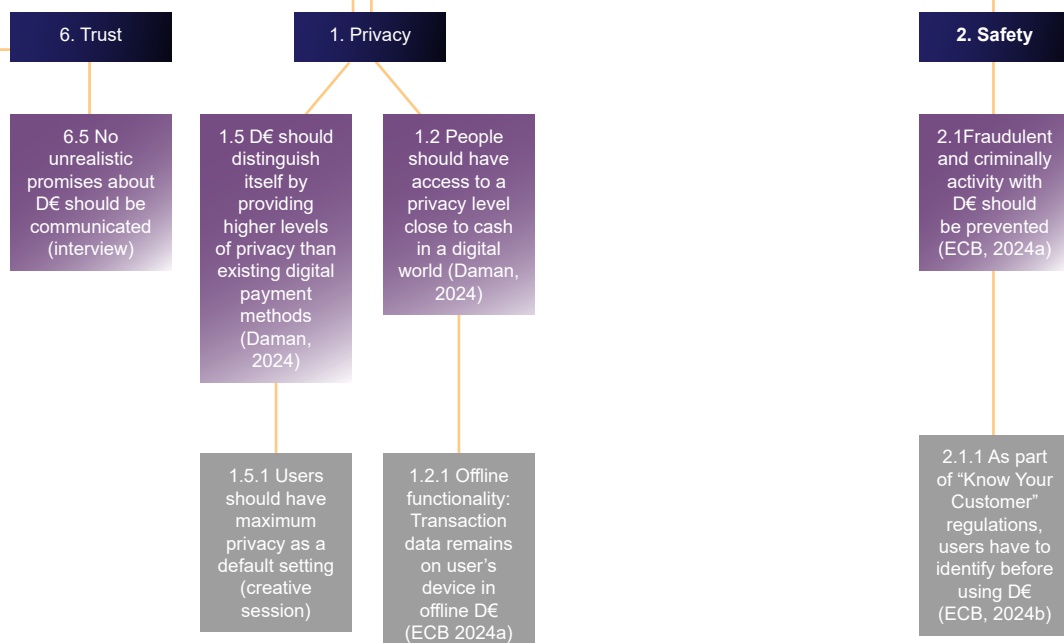 6. Trust
1. Privacy
2. Safety
6.5 No
unrealistic
promises about
D€ should be
communicated
(interview)
1.5 D€ should
distinguish
itself by
providing
higher levels
of privacy than
existing digital
payment
methods
(Daman,
2024)
1.2 People
should have
access to a
privacy level
close to cash
in a digital
world (Daman,
2024)
2.1Fraudulent
and criminally
activity with
D€ should
be prevented
(ECB, 2024a)
1.5.1 Users
should have
maximum
privacy as a
default setting
(creative
session)
1.2.1 Offline
functionality:
Transaction
data remains
on user’s
device in
offline D€
(ECB 2024a)
2.1.1 As part
of “Know Your
Customer”
regulations,
users have to
identify before
using D€
(ECB, 2024b)